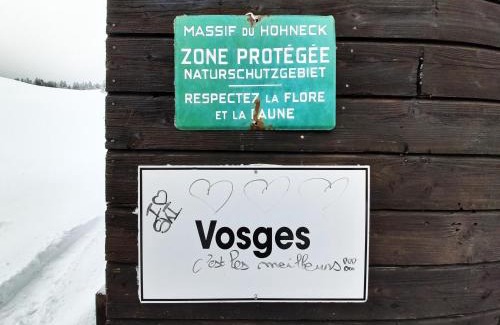 MASSIF DU HOHNECK
ZONE PROTÉGÉE
NATURSCHUTZGEBIET
RESPECTEZ LA FLORE
ET LA FAUNE
Vosges
c'est les meilleurs!!!